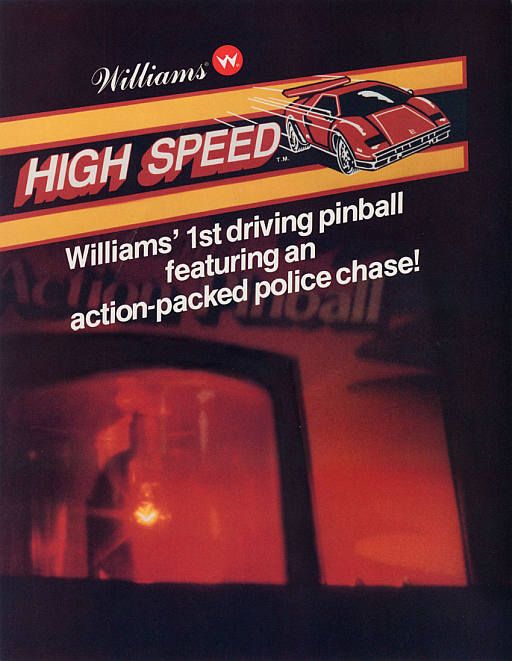 Williams®
W®
HIGH SPEED T.M.
Williams' 1st driving pinball
featuring an
action-packed police chase!
Action Pinball